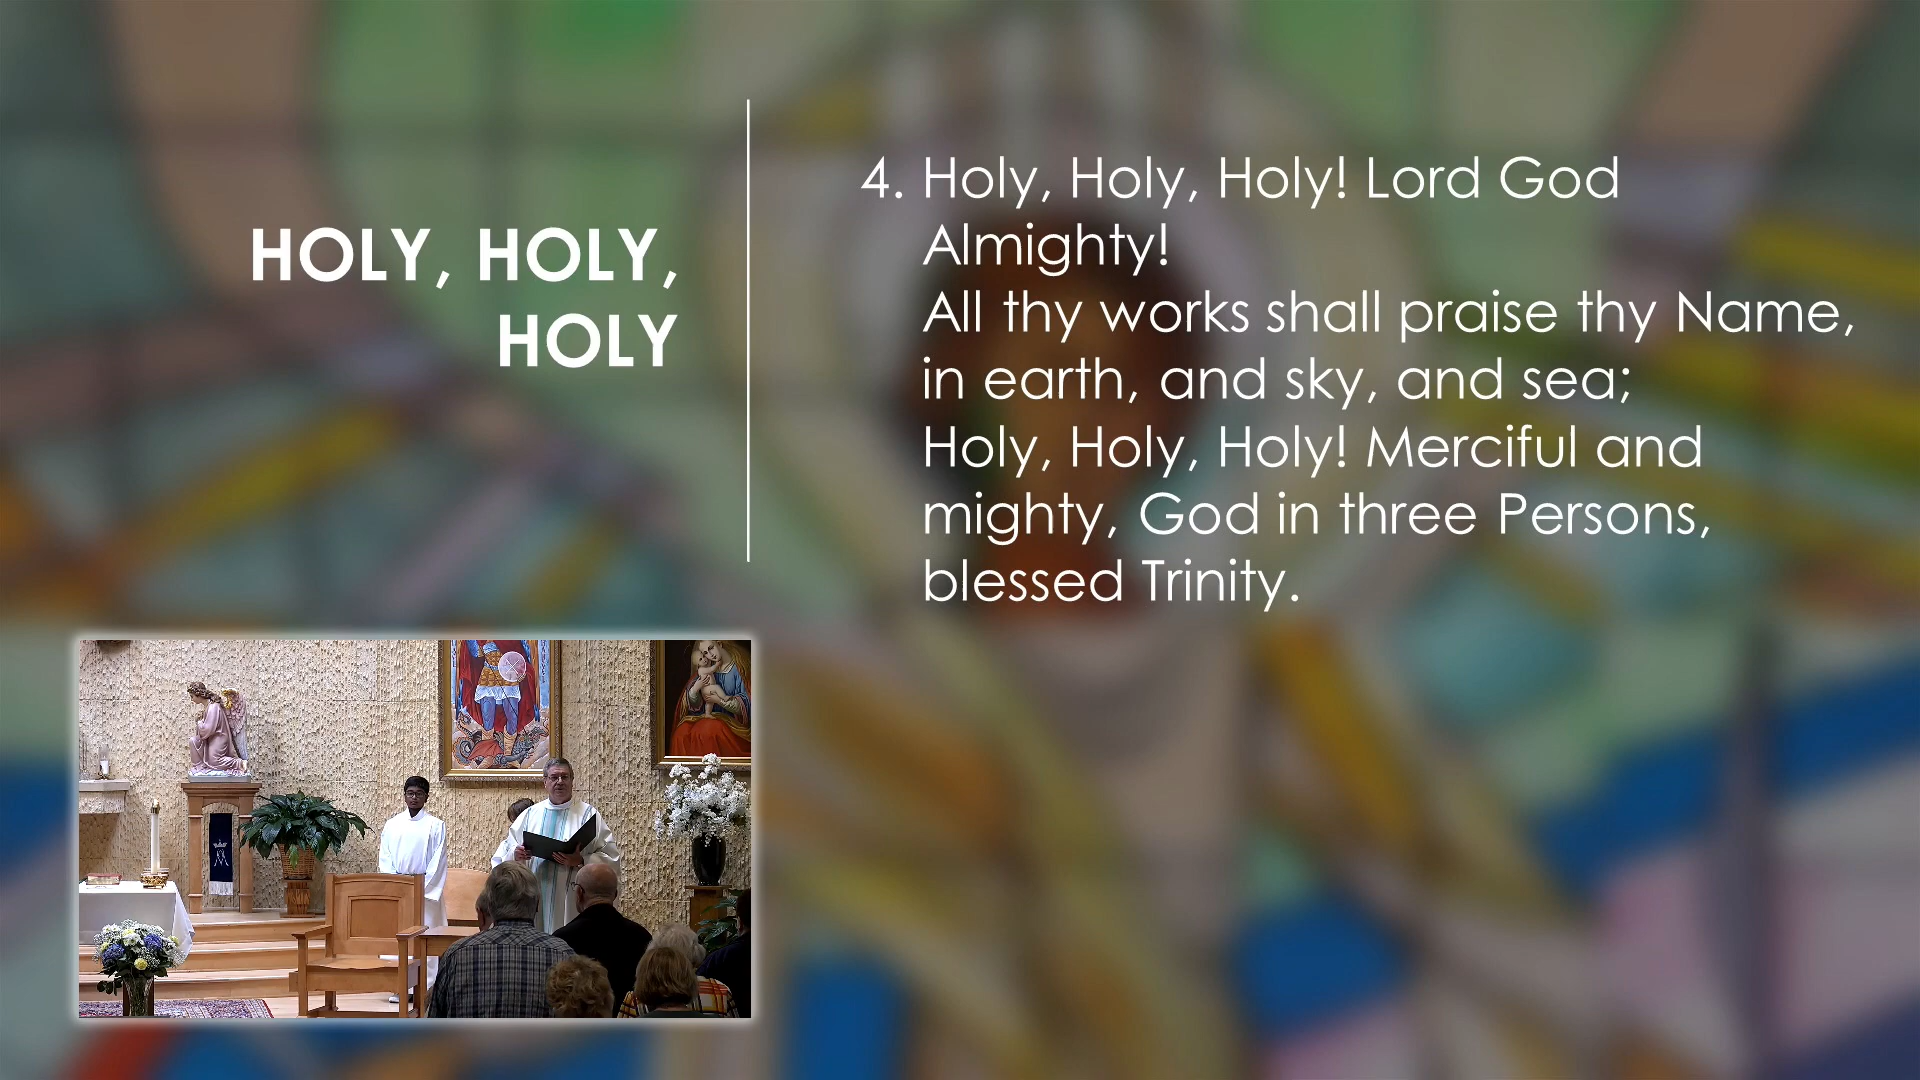 HOLY, HOLY,
HOLY
4. Holy, Holy, Holy! Lord God
Almighty!
All thy works shall praise thy Name,
in earth, and sky, and sea;
Holy, Holy, Holy! Merciful and
mighty, God in three Persons,
blessed Trinity.